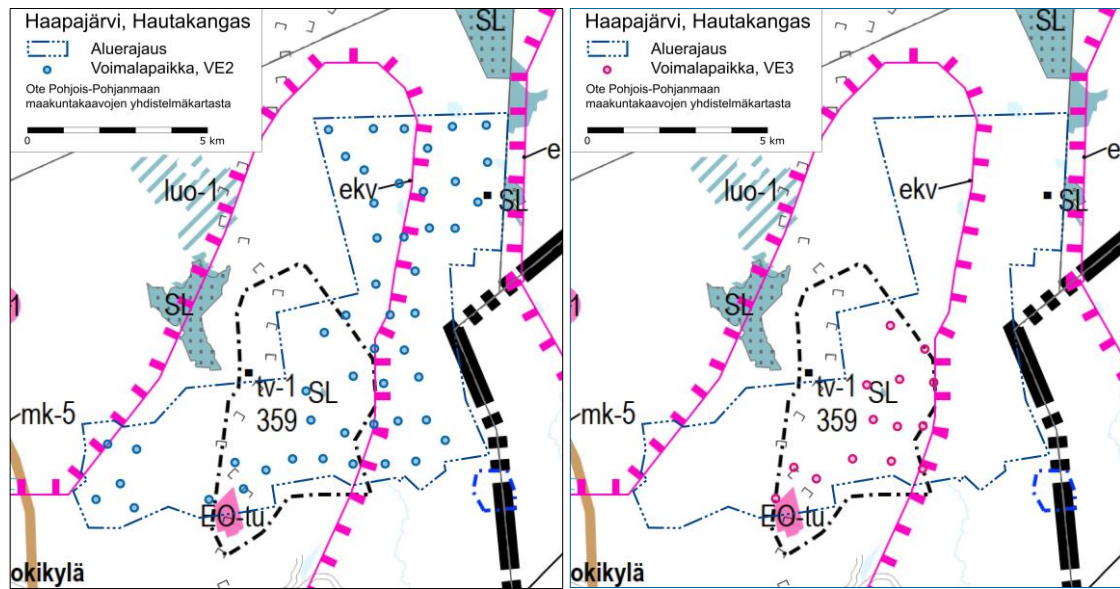 Haapajärvi, Hautakangas
Aluerajaus
Voimalapaikka, VE2
Ote Pohjois-Pohjanmaan
maakuntakaavojen yhdistelmäkartasta
5 km
SL
e
luo-1
ekv
SL
SL
1
tv-1
SL
359
mk-5
EO-tu
okikylä
Haapajärvi, Hautakangas
Aluerajaus
Voimalapaikka, VE3
Ote Pohjois-Pohjanmaan
maakuntakaavojen yhdistelmäkartasta
5 km
SL
e
luo-1
ekv
SL
SL
1
tv-1
SL
359
mk-5
EO-tu
okikylä